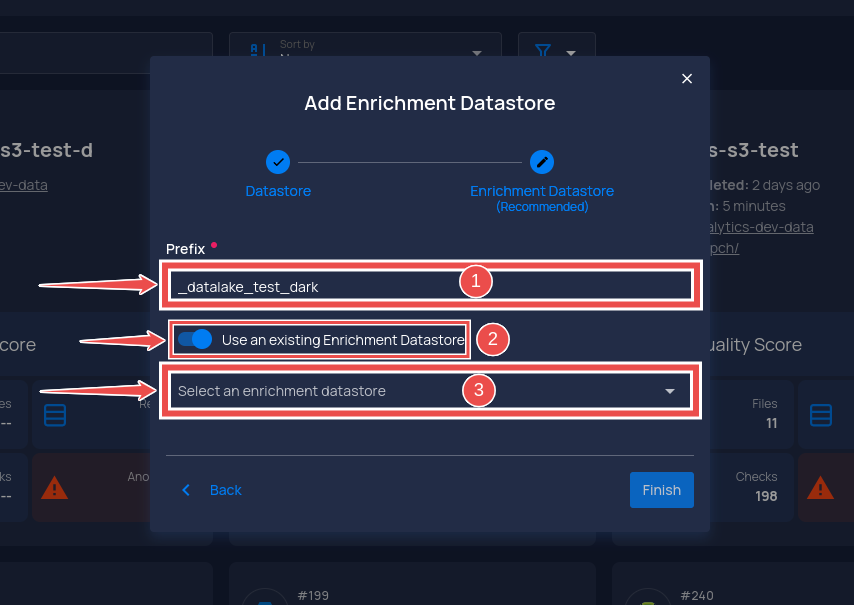 Sort by
Add Enrichment Datastore
s3-test-d
s-s3-test
ev-data
leted: 2 days ago
Datastore
Enrichment Datastore
(Recommended)
n: 5 minutes
alytics-dev-data
pch/
Prefix
_datalake_test_dark
1
Use an existing Enrichment Datastore
2
core
uality Score
Select an enrichment datastore
3
es
Re
Files
--
11
ks
Ano
Checks
--
198
Back
Finish
#199
#240